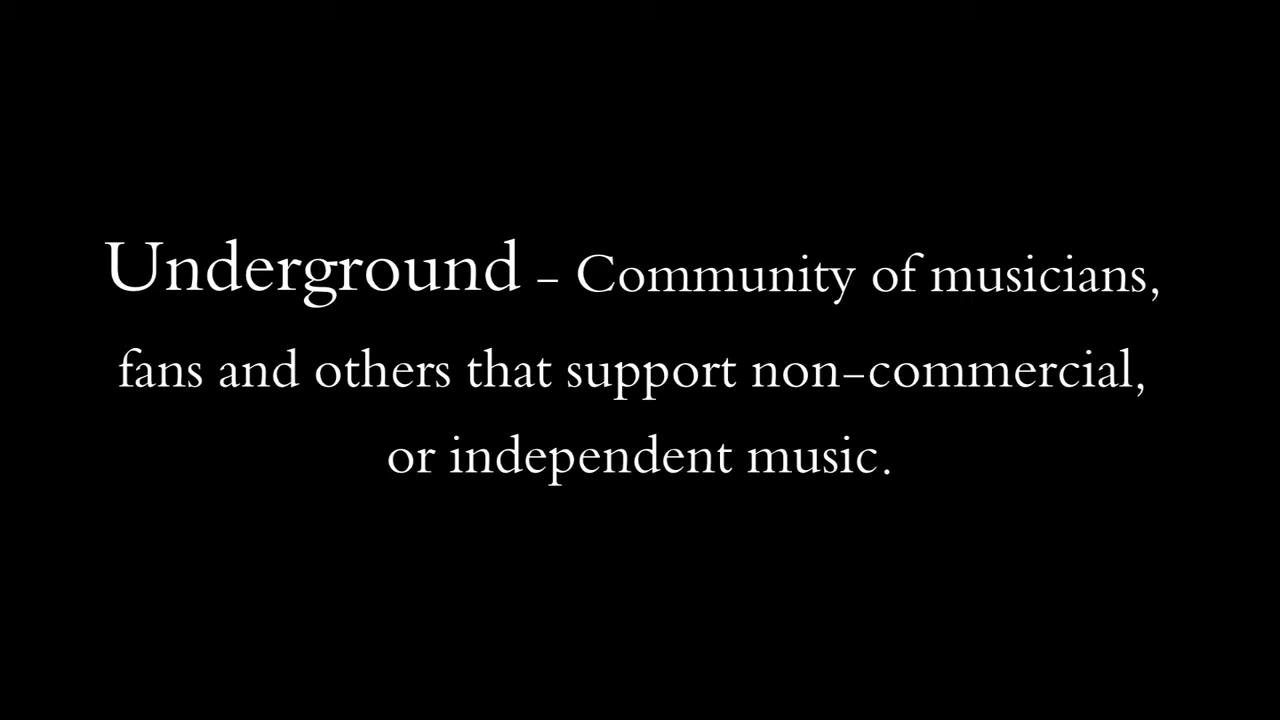 Underground - Community of musicians,
fans and others that support non-commercial,
or independent music.